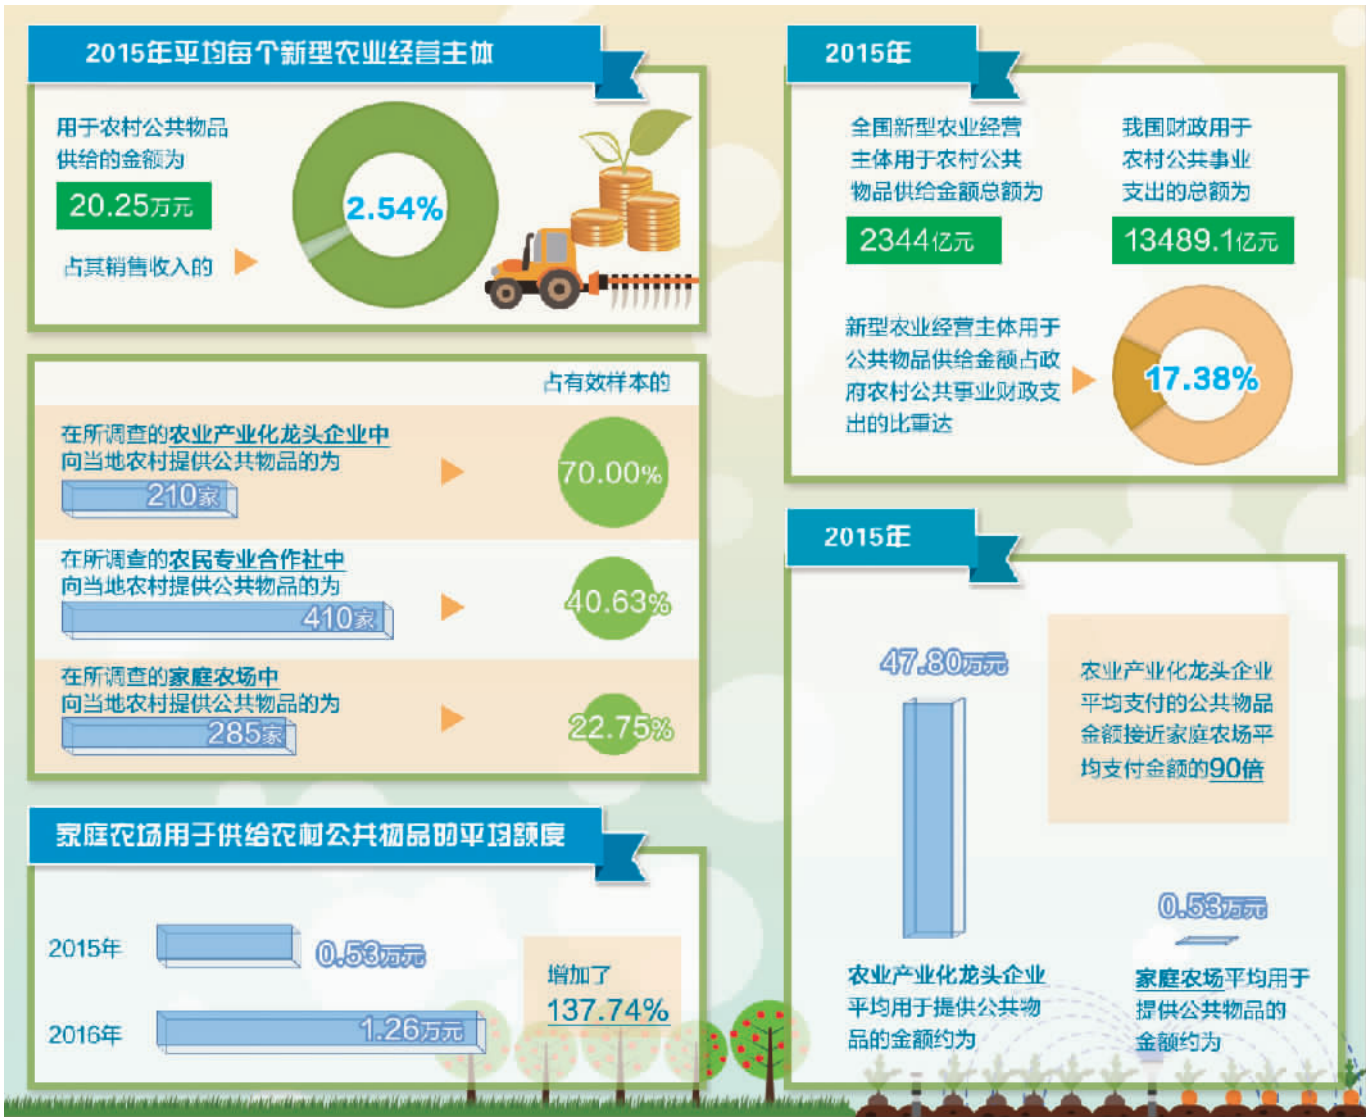 2015年平均每个新型农业经营主体
用于农村公共物品
供给的金额为
20.25万元
占其销售收入的
2.54%
占有效样本的
在所调查的农业产业化龙头企业中
向当地农村提供公共物品的为
210家
70.00%
在所调查的农民专业合作社中
向当地农村提供公共物品的为
410家
40.63%
在所调查的家庭农场中
向当地农村提供公共物品的为
285家
22.75%
家庭农场用于供给农村公共物品的平均额度
2015年
0.53万元
2016年
1.26万元
增加了
137.74%
2015年
全国新型农业经营
主体用于农村公共
物品供给金额总额为
2344亿元
我国财政用于
农村公共事业
支出的总额为
13489.1亿元
新型农业经营主体用于
公共物品供给金额占政
府农村公共事业财政支
出的比重达
17.38%
2015年
47.80万元
农业产业化龙头企业
平均用于提供公共物
品的金额约为
农业产业化龙头企业
平均支付的公共物品
金额接近家庭农场平
均支付金额的90倍
0.53万元
家庭农场平均用于
提供公共物品的
金额约为